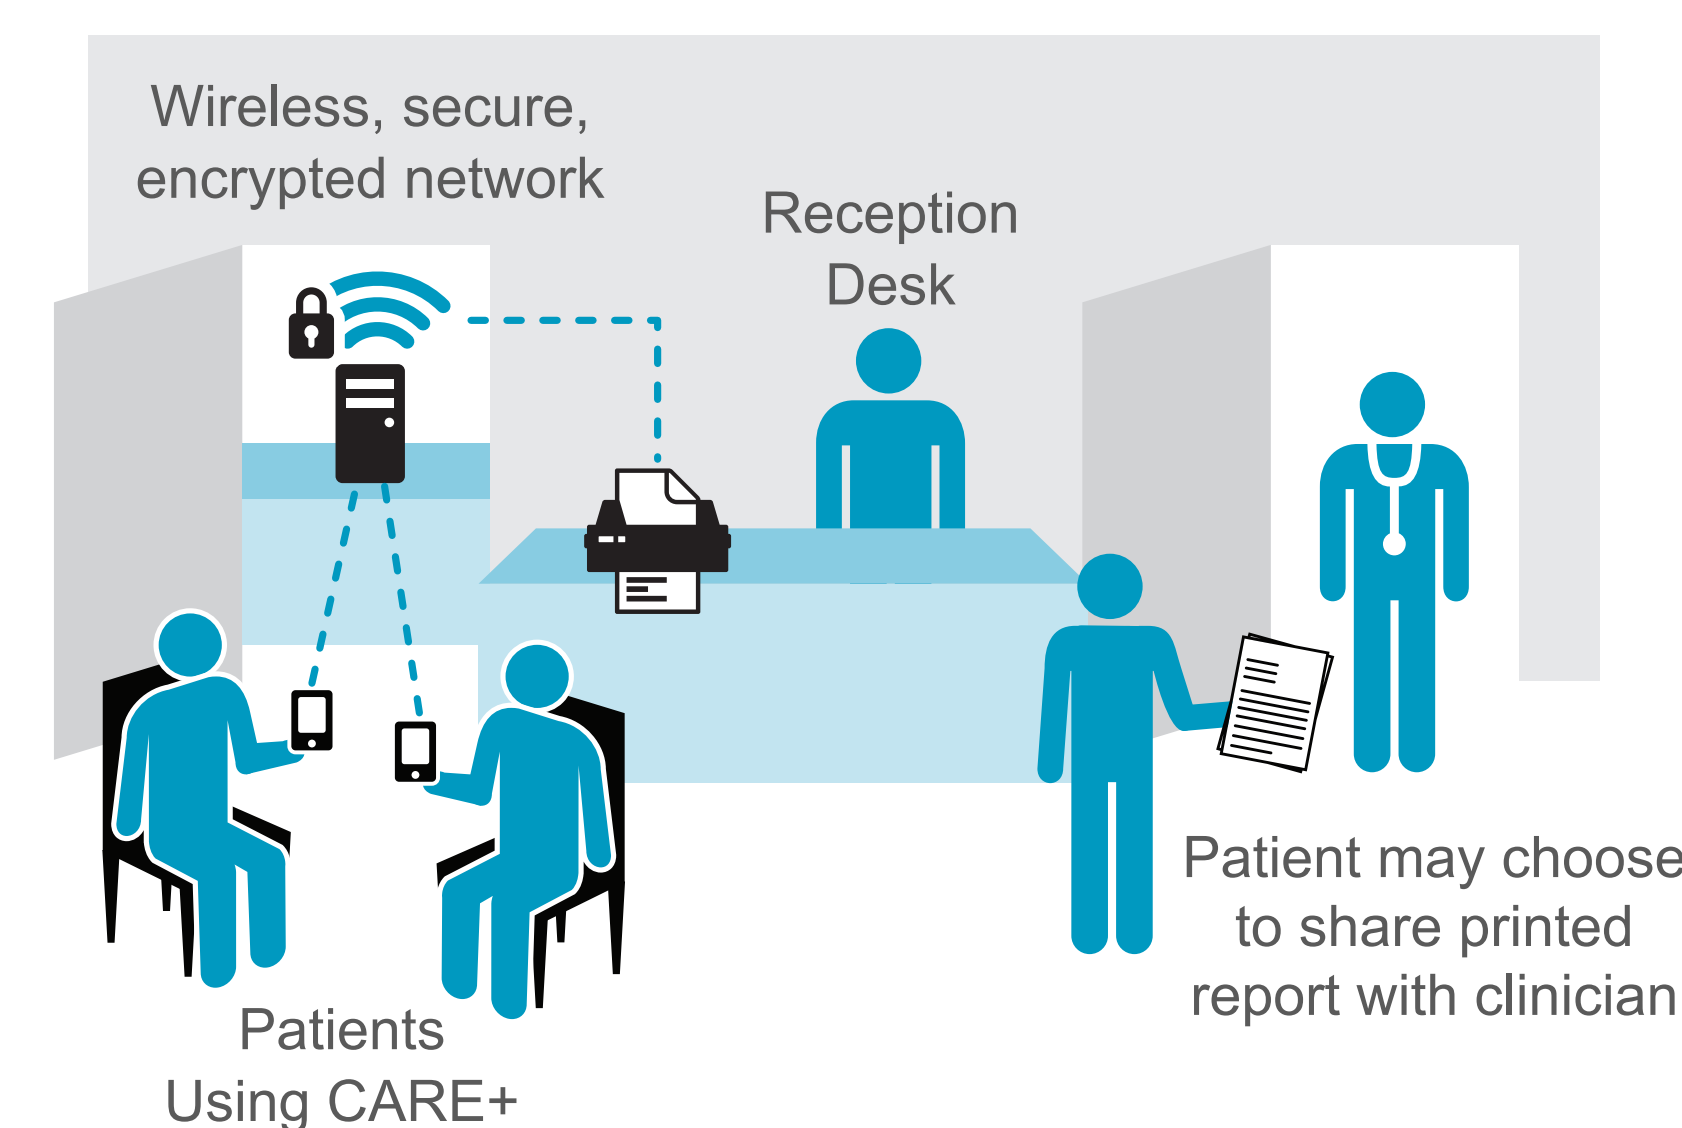 Wireless, secure,
encrypted network
Reception
Desk
Patient may choose
to share printed
report with clinician
Patients
Using CARE+